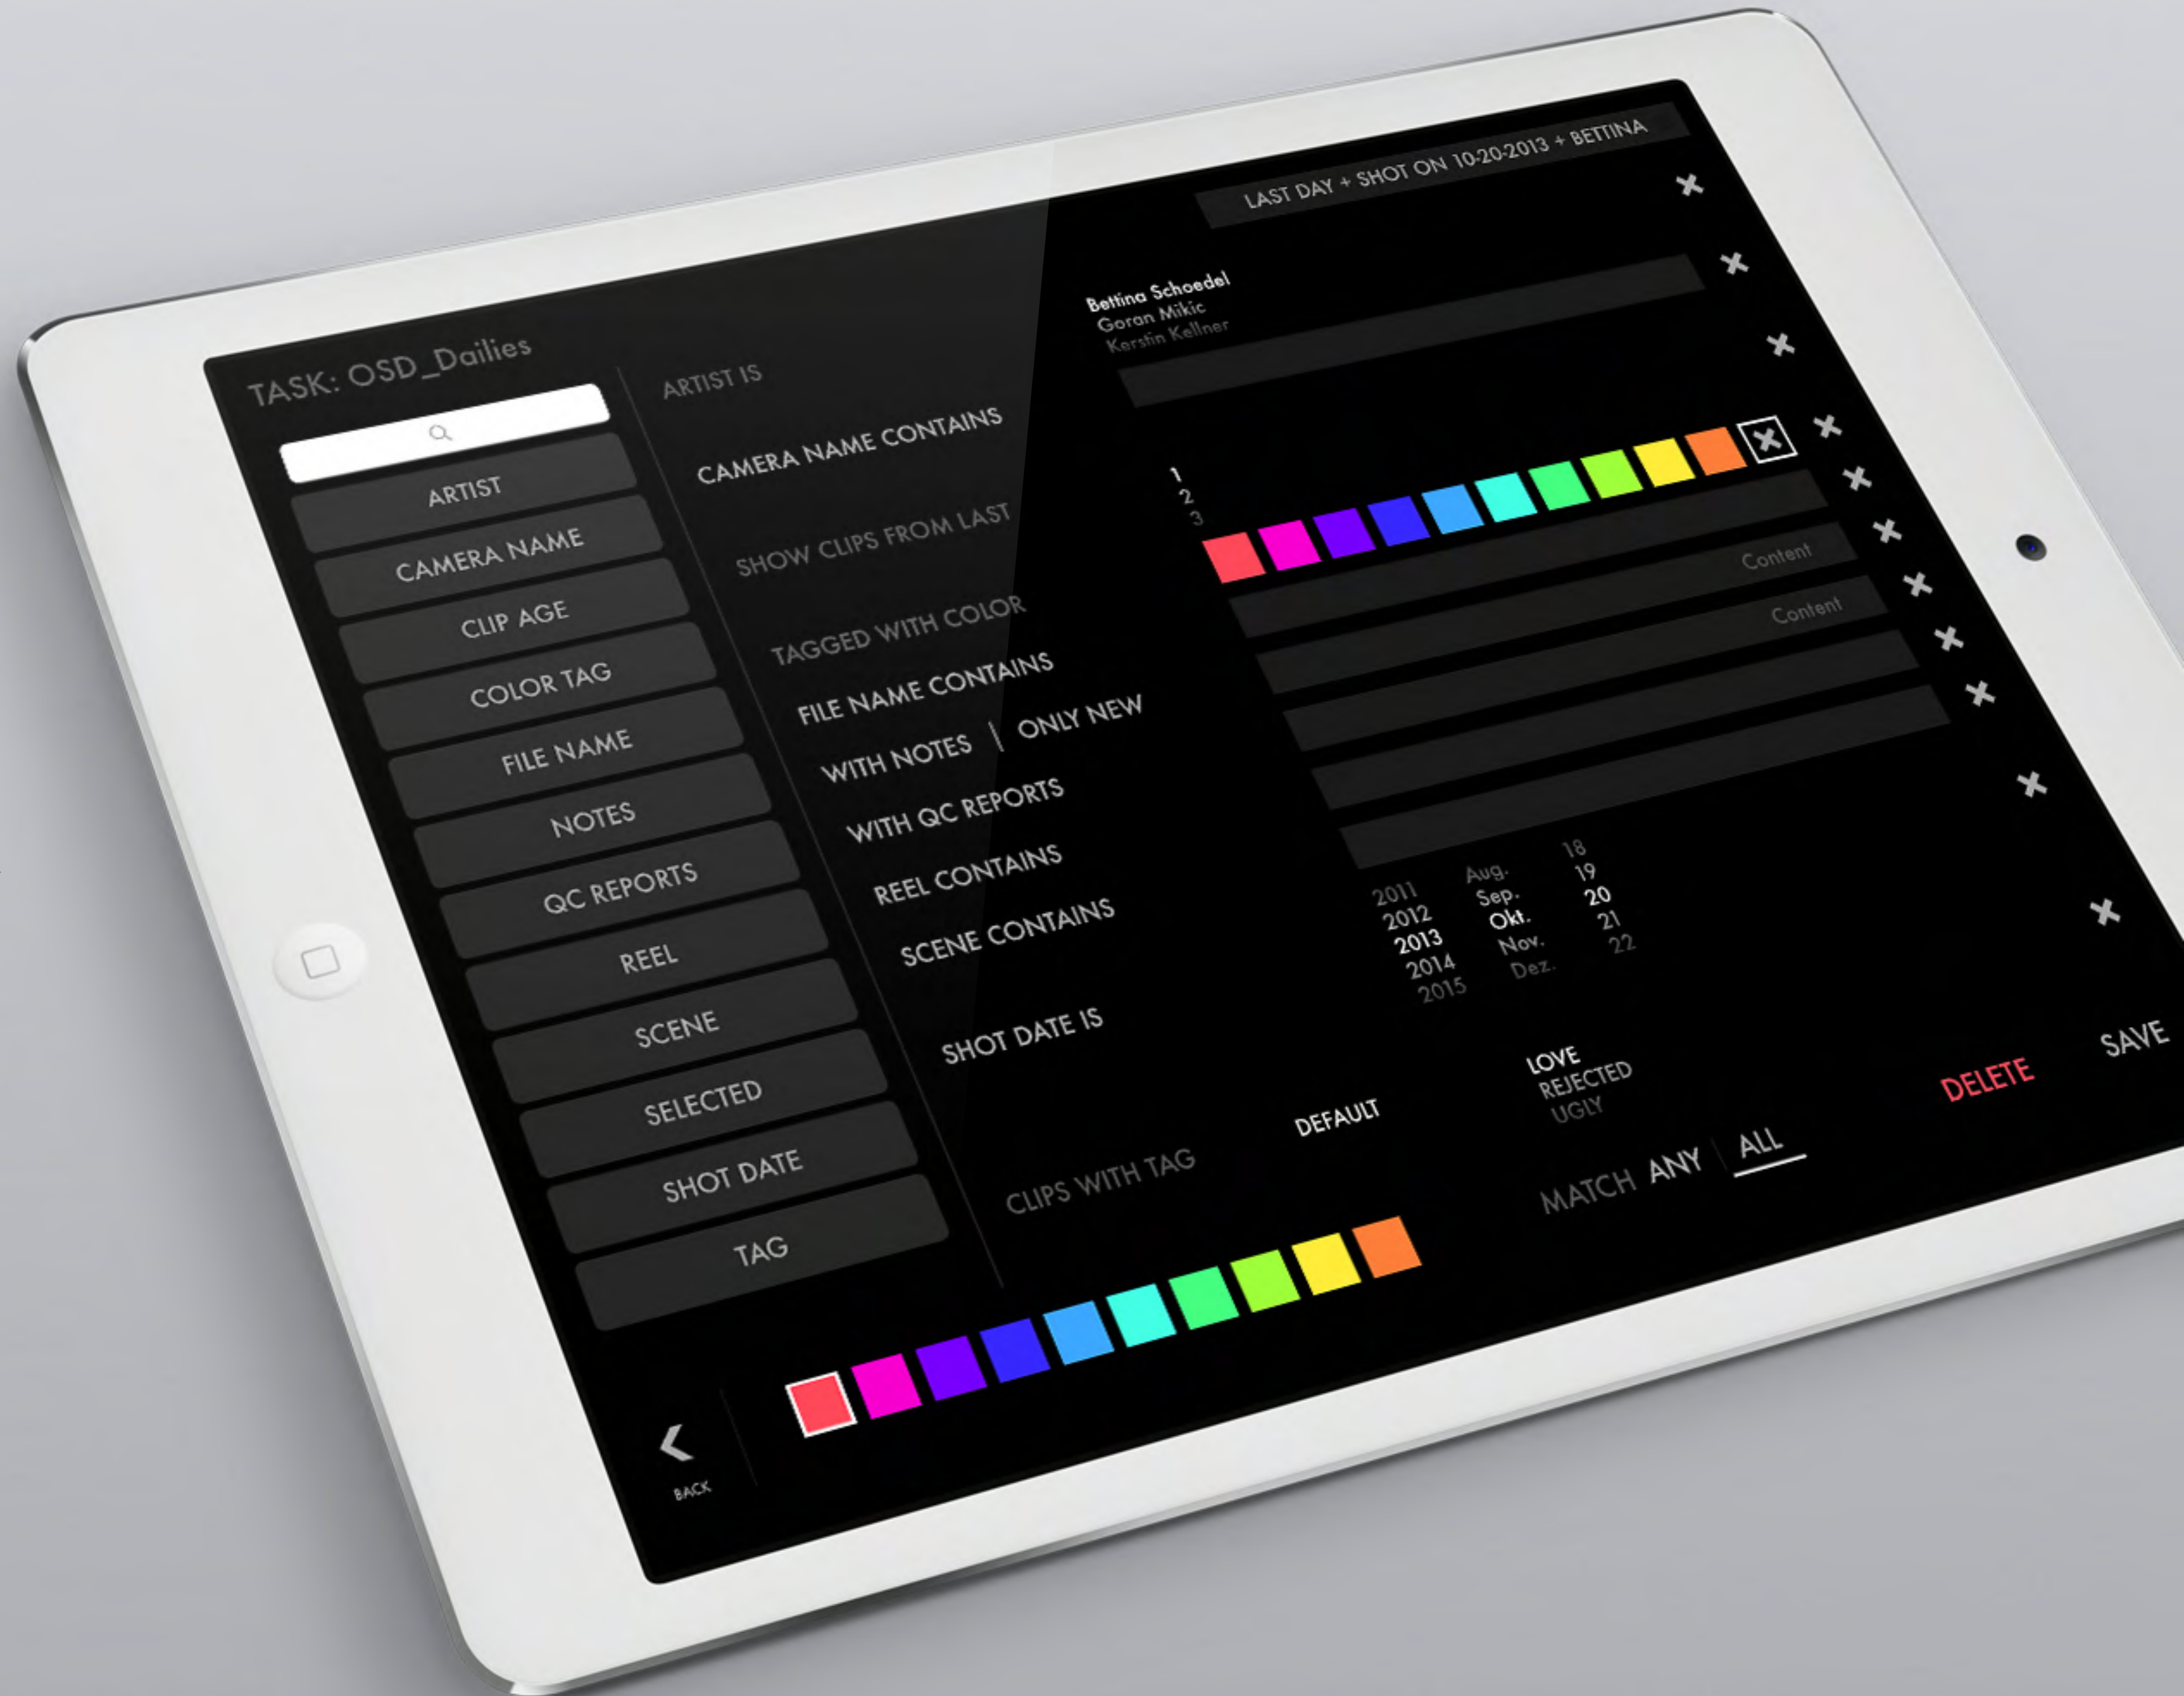 LAST DAY + SHOT ON 10-20-2013 + BETTINA
TASK: OSD_Dailies
ARTIST
CAMERA NAME
CLIP AGE
COLOR TAG
FILE NAME
NOTES
QC REPORTS
REEL
SCENE
SELECTED
SHOT DATE
TAG
ARTIST IS
Bettina Schoedel
Goran Mikic
Kerstin Kellner
CAMERA NAME CONTAINS
SHOW CLIPS FROM LAST
1
2
3
TAGGED WITH COLOR
FILE NAME CONTAINS
WITH NOTES | ONLY NEW
Content
WITH QC REPORTS
Content
REEL CONTAINS
SCENE CONTAINS
SHOT DATE IS
2011 Aug. 18
2012 Sep. 19
2013 Okt. 20
2014 Nov. 21
2015 Dez. 22
CLIPS WITH TAG
DEFAULT
LOVE
REJECTED
UGLY
MATCH ANY | ALL
DELETE
SAVE
BACK